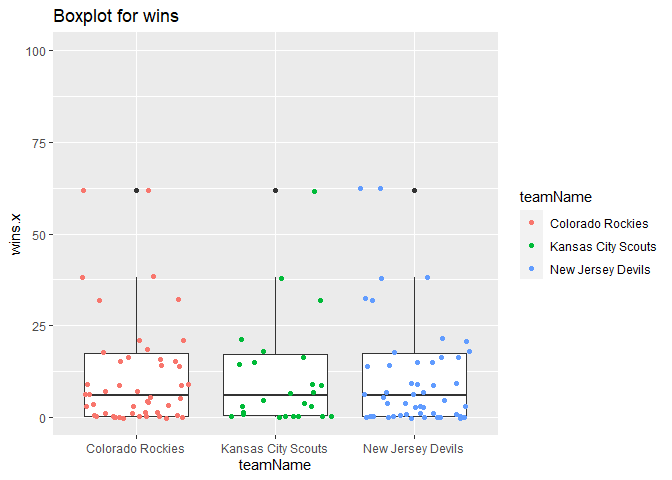 Boxplot for wins
100
75
50
25
0
wins.x
Colorado Rockies
Kansas City Scouts
New Jersey Devils
teamName
teamName
Colorado Rockies
Kansas City Scouts
New Jersey Devils